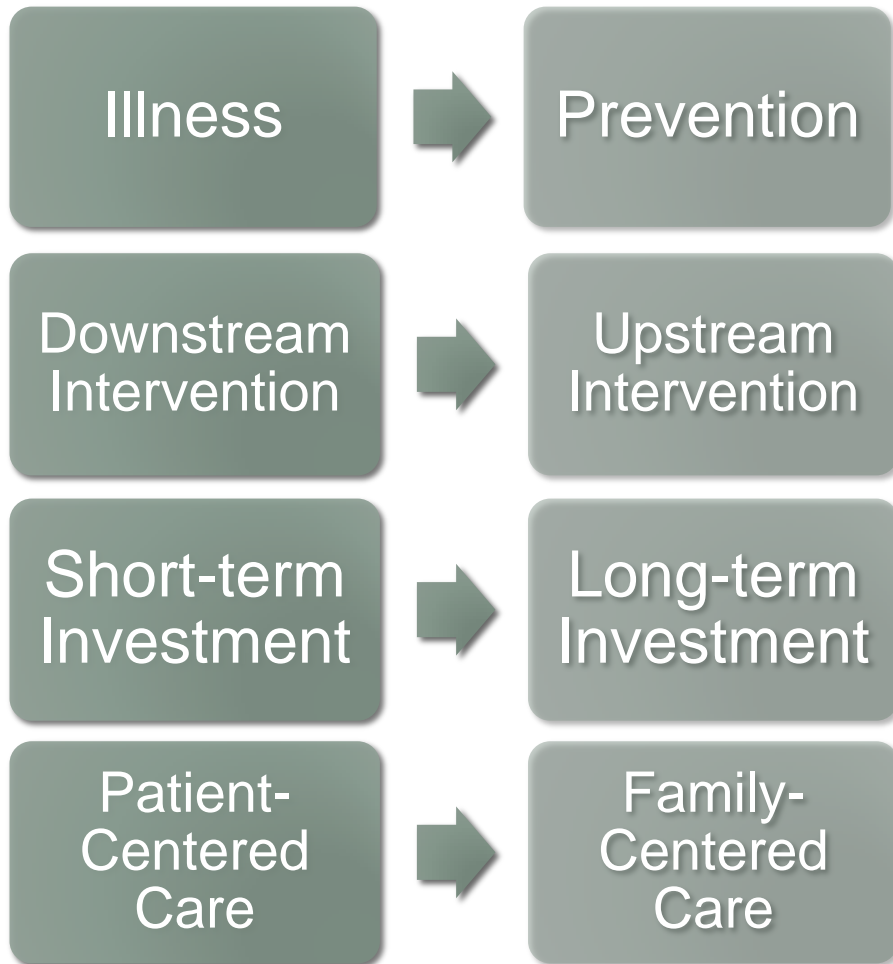 Illness
Prevention
Downstream
Intervention
Upstream
Intervention
Short-term
Investment
Long-term
Investment
Patient-
Centered
Care
Family-
Centered
Care